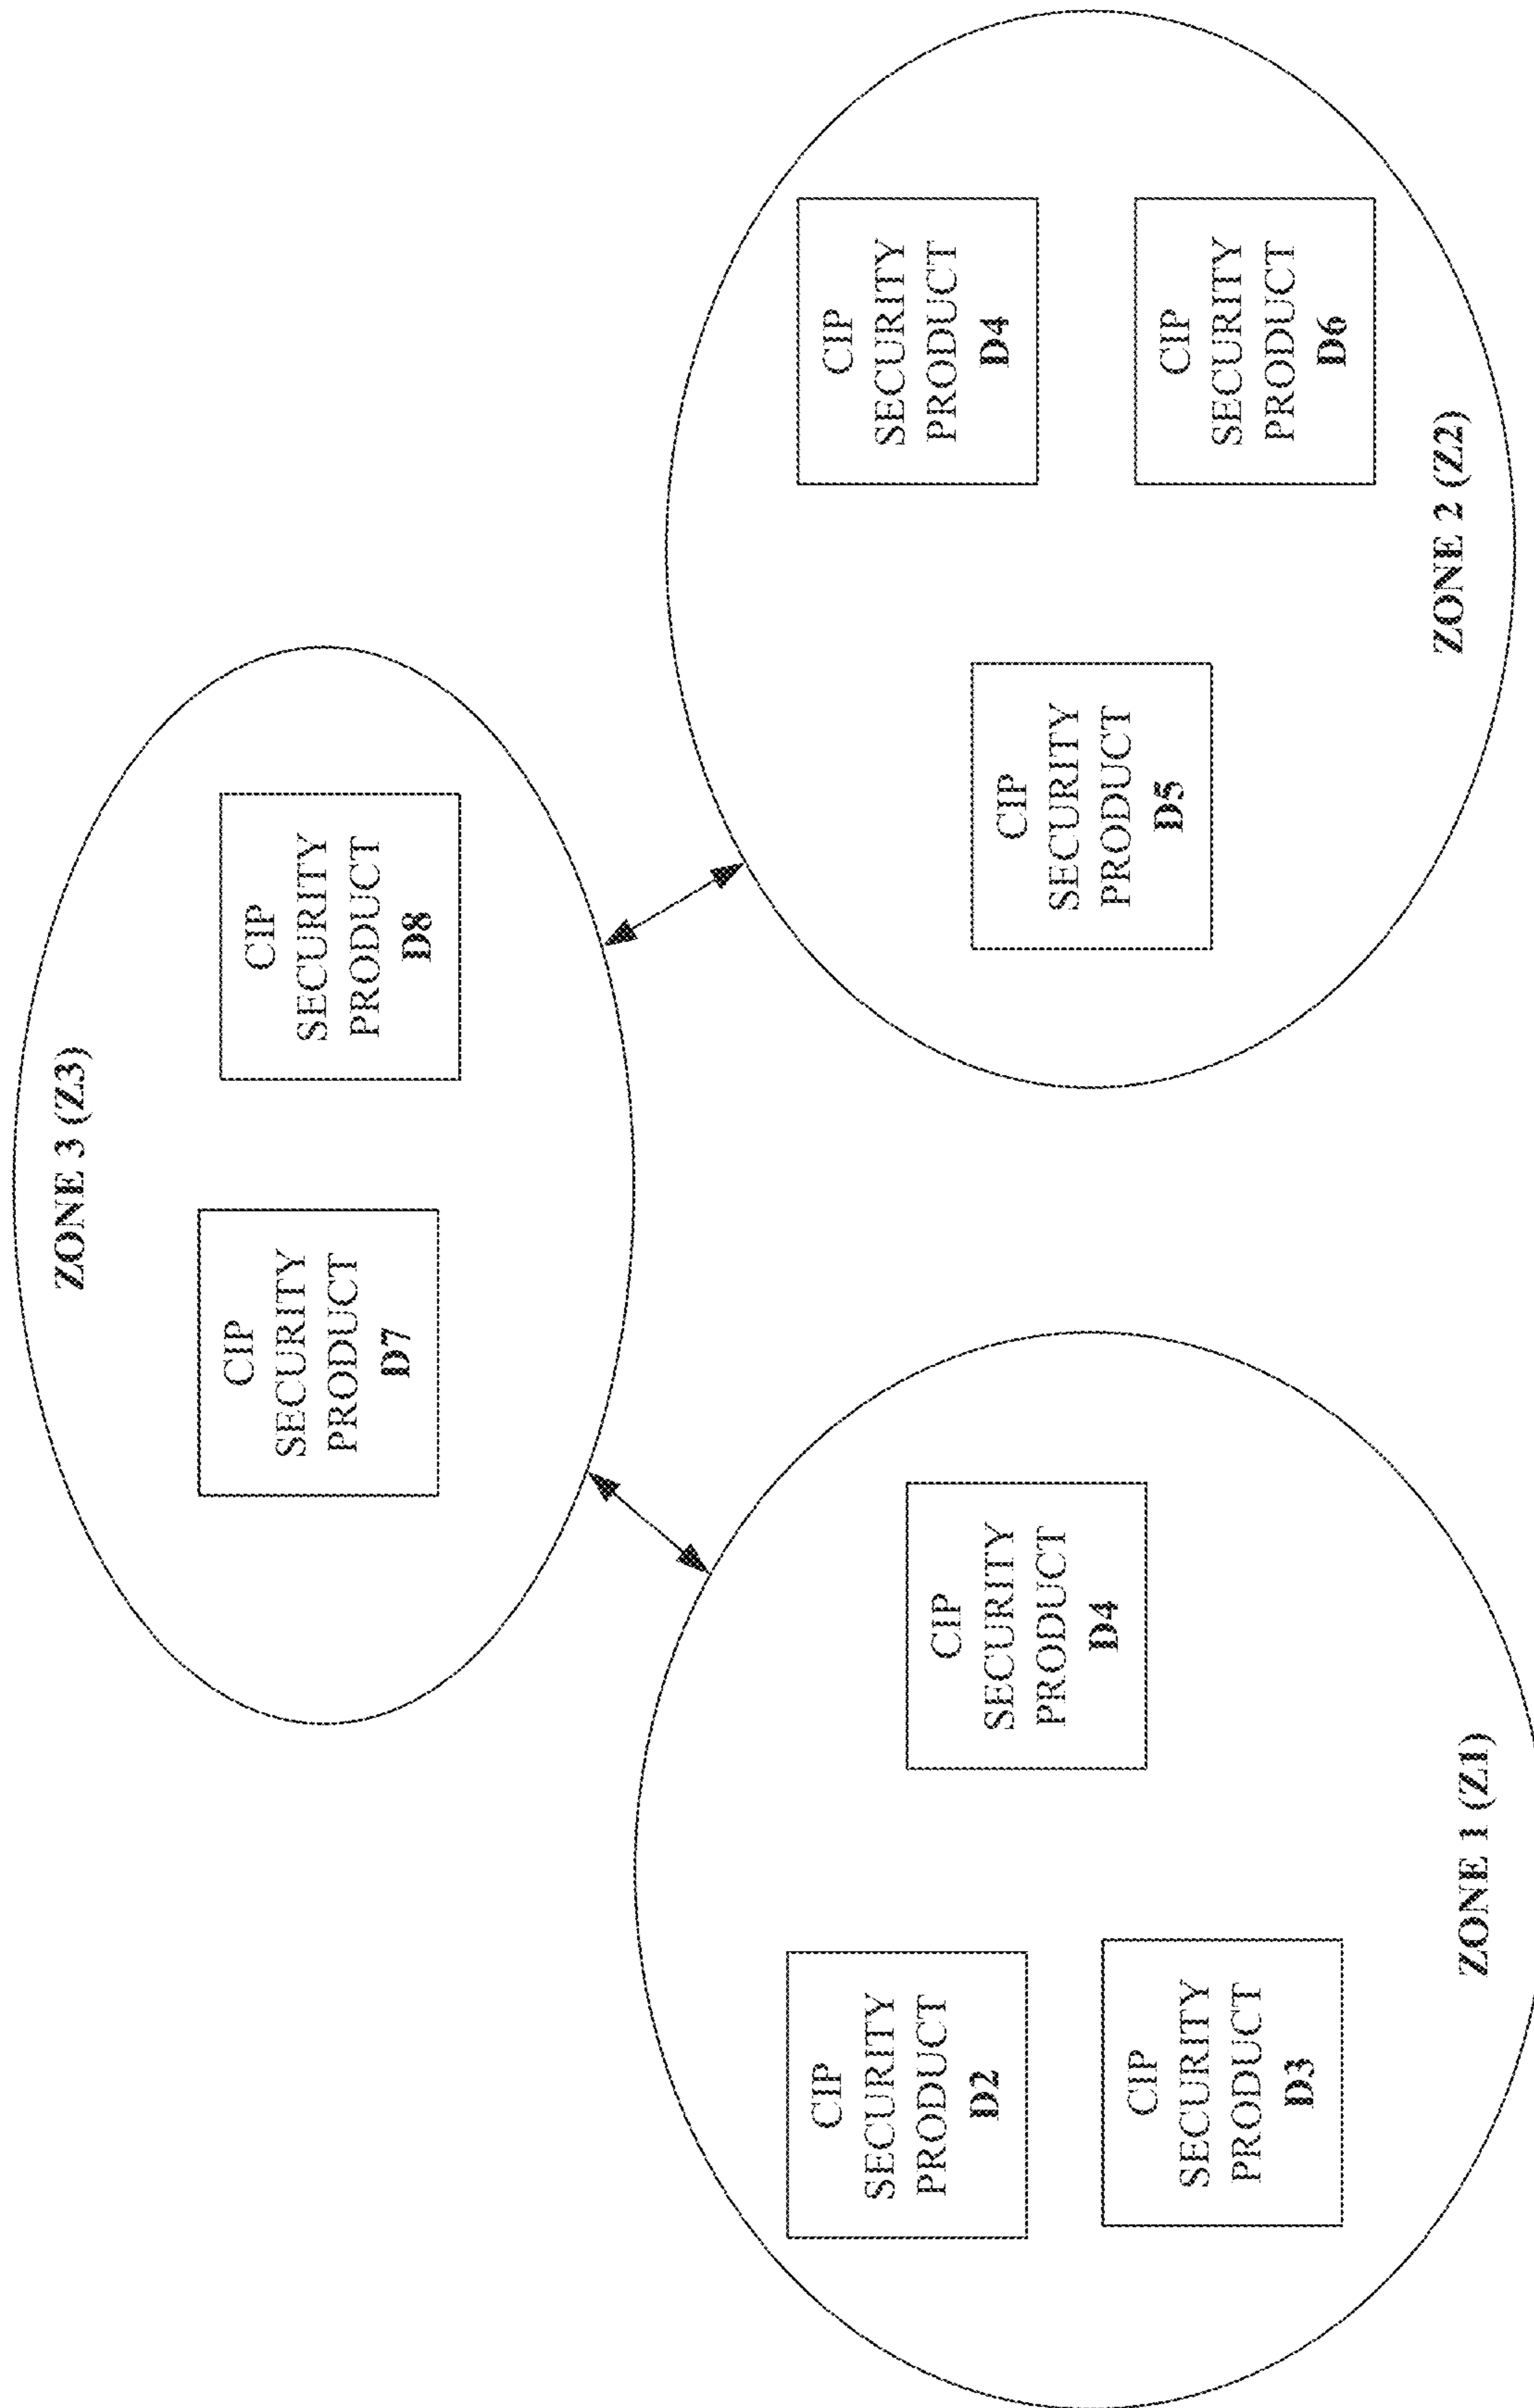 ZONE 3 (Z3)
CIP
SECURITY
PRODUCT
D7
CIP
SECURITY
PRODUCT
D8
CIP
SECURITY
PRODUCT
D2
CIP
SECURITY
PRODUCT
D3
CIP
SECURITY
PRODUCT
D4
ZONE 1 (Z1)
CIP
SECURITY
PRODUCT
D5
CIP
SECURITY
PRODUCT
D4
CIP
SECURITY
PRODUCT
D6
ZONE 2 (Z2)